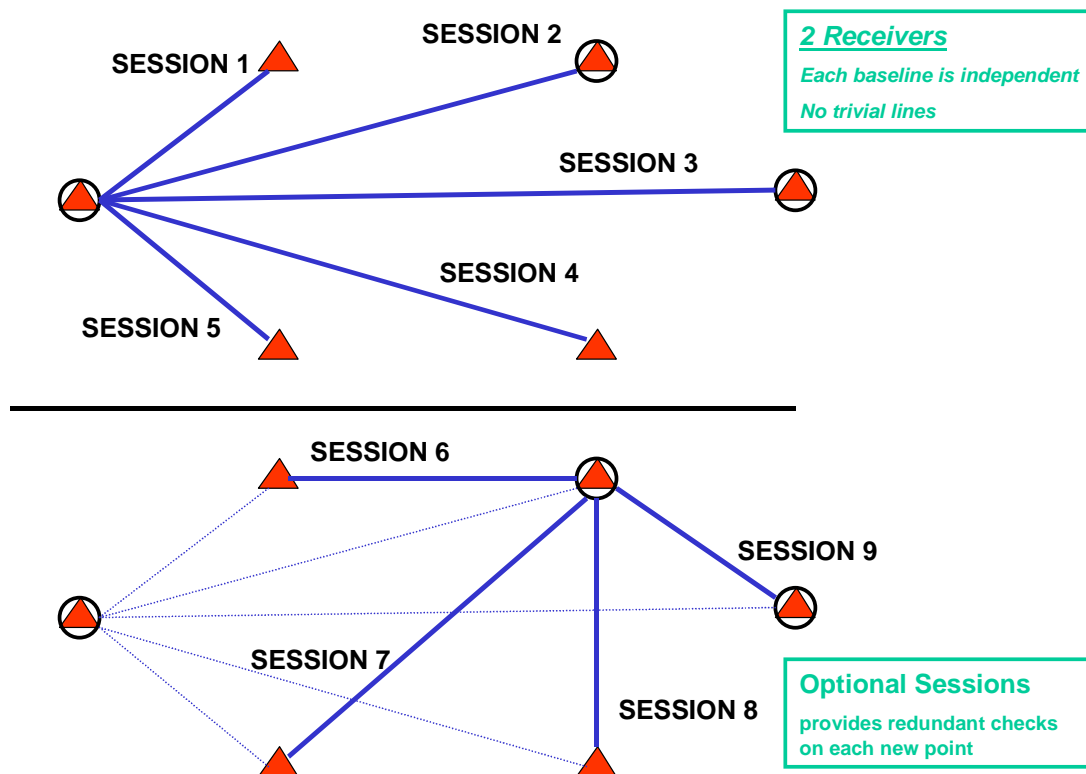 SESSION 2
SESSION 1
2 Receivers
Each baseline is independent
No trivial lines
SESSION 3
SESSION 4
SESSION 5
SESSION 6
SESSION 9
SESSION 7
SESSION 8
Optional Sessions
provides redundant checks
on each new point